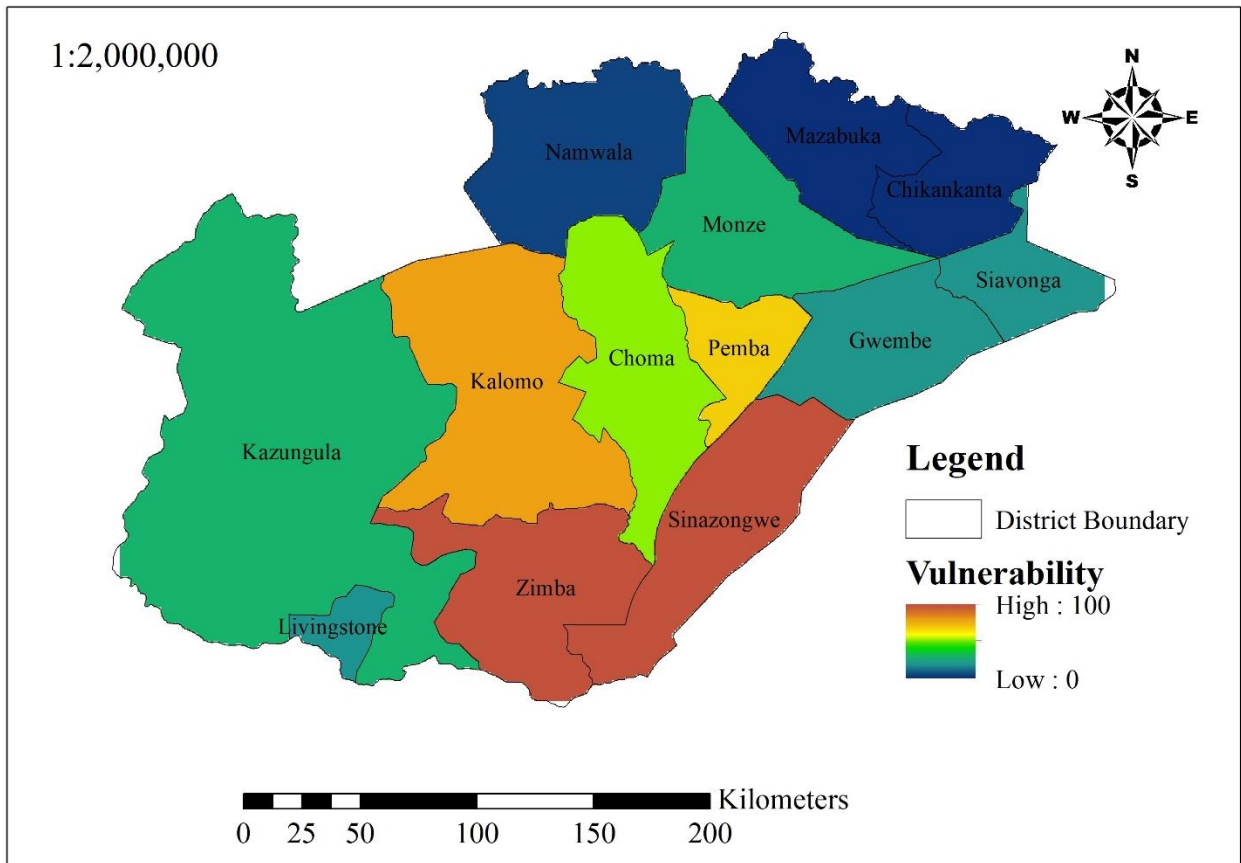 1:2,000,000
N
W E
S
Namwala
Mazabuka
Chikankanta
Monze
Siavonga
Gwembe
Pemba
Choma
Kalomo
Kazungula
Sinazongwe
Zimba
Livingstone
Legend
District Boundary
Vulnerability
High : 100
Low : 0
Kilometers
0 25 50 100 150 200